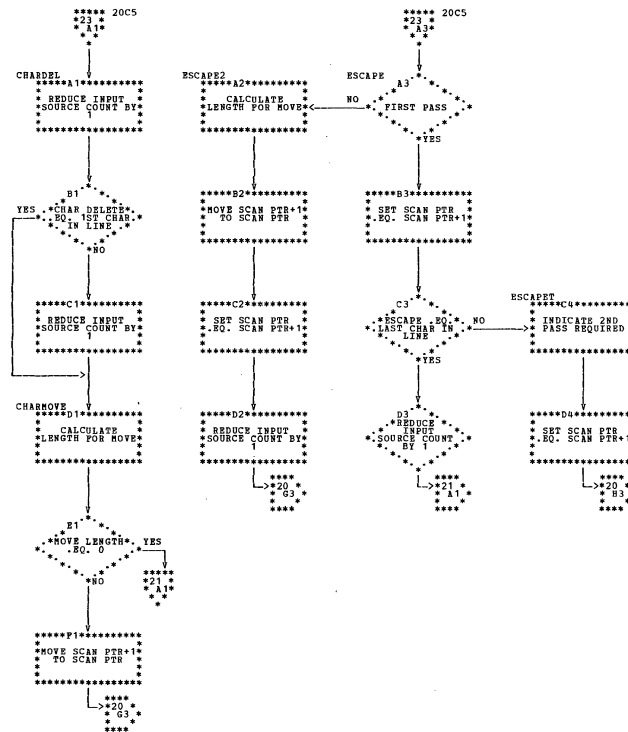 20C5
23
A1
CHARDEL
A1
REDUCE INPUT
SOURCE COUNT BY
1
B1
YES
CHAR DELETE
.EQ. 1ST CHAR
IN LINE
NO
C1
REDUCE INPUT
SOURCE COUNT BY
1
CHARMOVE
D1
CALCULATE
LENGTH FOR MOVE
E1
MOVE LENGTH
.EQ. 0
YES
21
A1
NO
F1
MOVE SCAN PTR+1
TO SCAN PTR
20
G3
ESCAPE2
A2
CALCULATE
LENGTH FOR MOVE
B2
MOVE SCAN PTR+1
TO SCAN PTR
C2
SET SCAN PTR
.EQ. SCAN PTR+1
D2
REDUCE INPUT
SOURCE COUNT BY
1
20
G3
20C5
23
A3
ESCAPE
A3
NO
FIRST PASS
YES
B3
SET SCAN PTR
.EQ. SCAN PTR+1
C3
ESCAPE .EQ.
LAST CHAR IN
LINE
NO
YES
D3
REDUCE
INPUT
SOURCE COUNT
BY 1
21
A1
ESCAPET
C4
INDICATE 2ND
PASS REQUIRED
D4
SET SCAN PTR
.EQ. SCAN PTR+1
20
H3